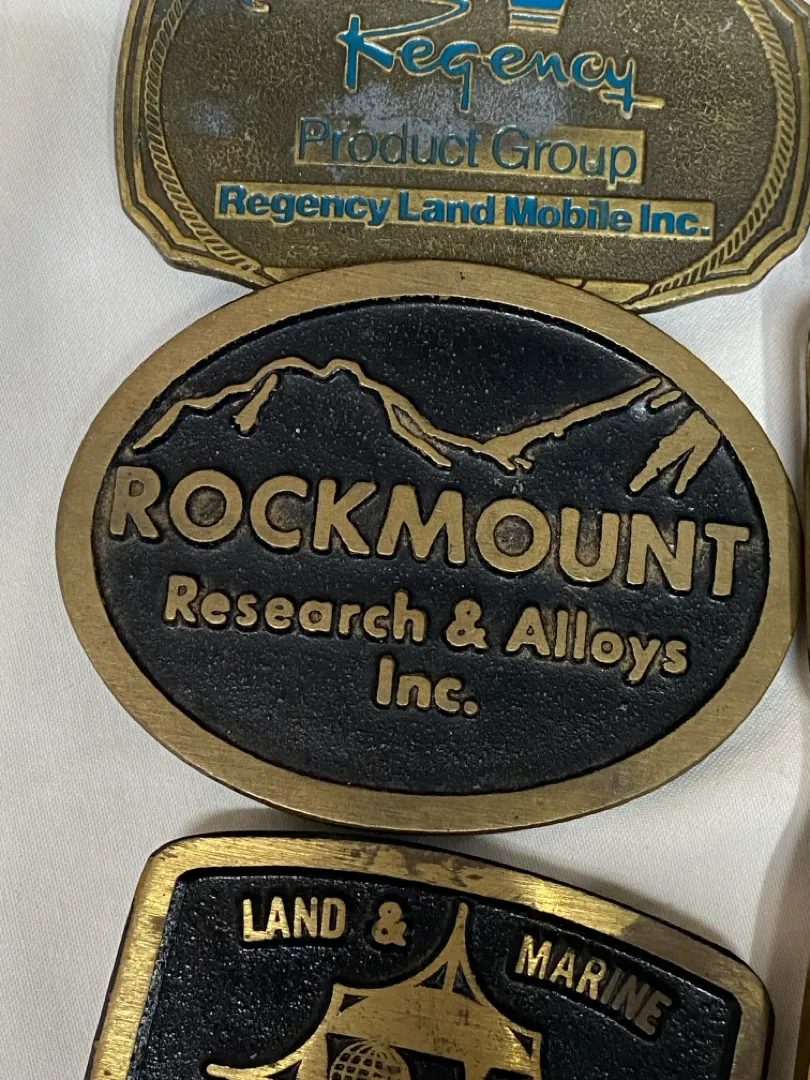 Regency
Product Group
Regency Land Mobile Inc.
ROCKMOUNT
Research & Alloys
Inc.
LAND & MARINE